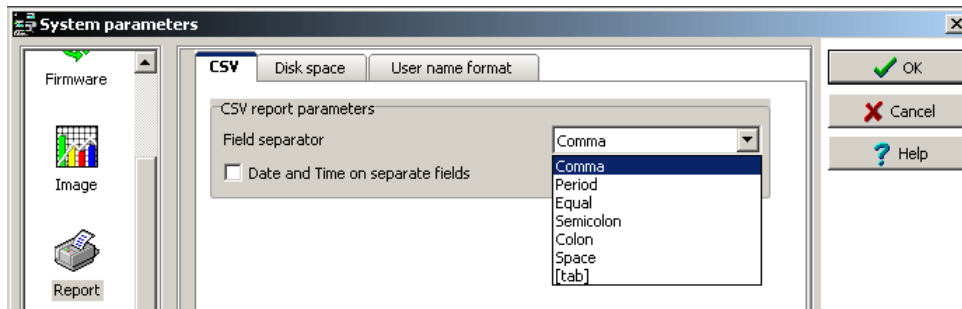 System parameters
Firmware
Image
Report
CSV Disk space User name format
CSV report parameters
Field separator Comma
Date and Time on separate fields
Comma
Period
Equal
Semicolon
Colon
Space
[tab]
OK
Cancel
Help